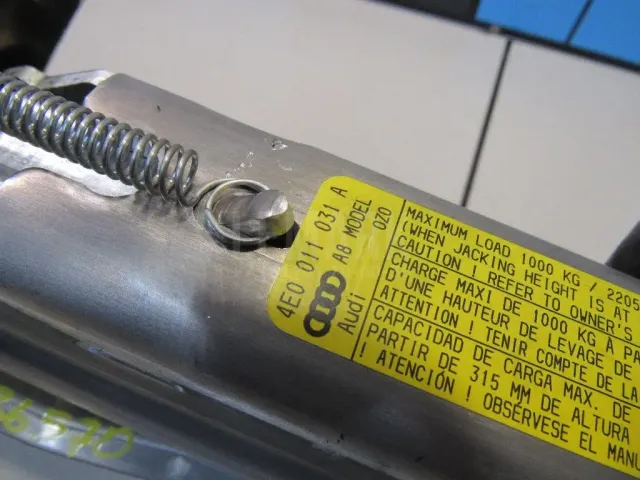 4E0 011 031 A
Audi
A8 MODEL
0Z0
MAXIMUM LOAD 1000 KG / 2205
(WHEN JACKING HEIGHT IS AT
CAUTION ! REFER TO OWNER'S
CHARGE MAXI DE 1000 KG À PA
D'UNE HAUTEUR DE LEVAGE DE
ATTENTION ! TENIR COMPTE DE LA
CAPACIDAD DE CARGA MAX. DE
PARTIR DE 315 MM DE ALTURA
! ATENCIÓN ! OBSÉRVESE EL MANU